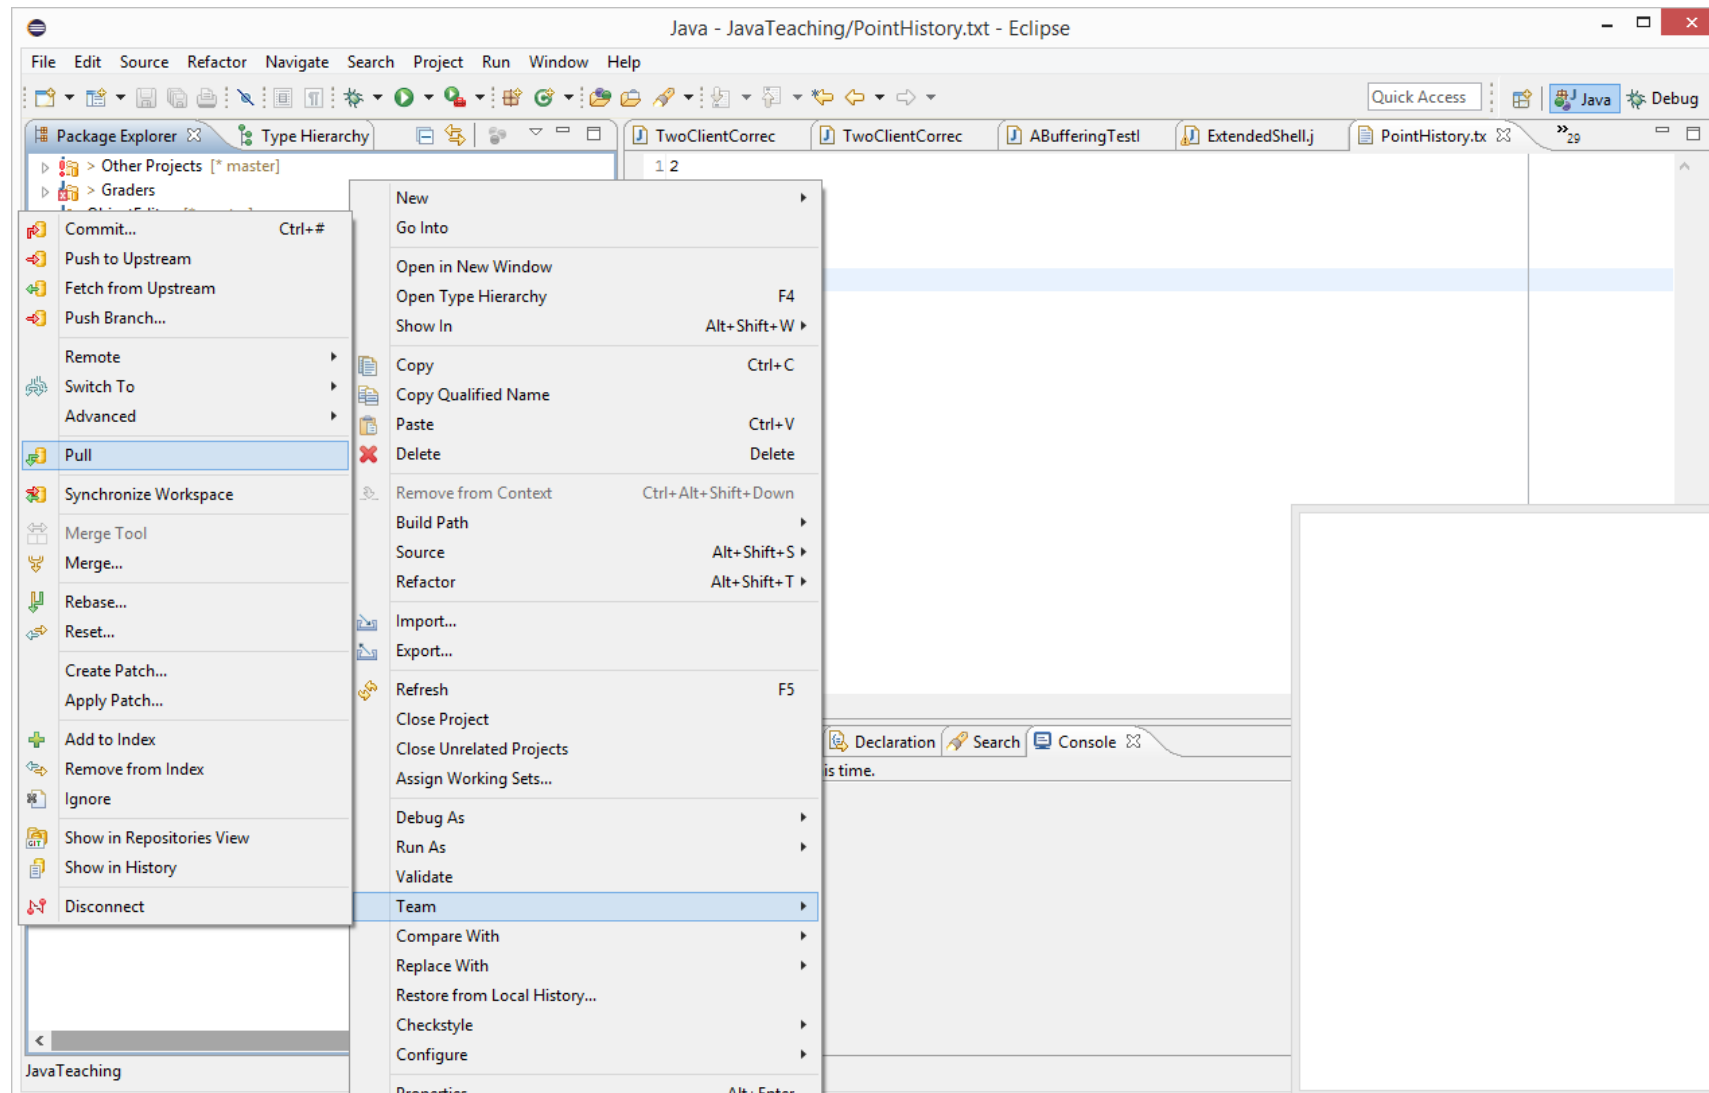 Java - JavaTeaching/PointHistory.txt - Eclipse
File Edit Source Refactor Navigate Search Project Run Window Help
Quick Access Java Debug
Package Explorer Type Hierarchy TwoClientCorrec TwoClientCorrec ABufferingTestI ExtendedShell.j PointHistory.tx »29
> Other Projects [* master]
> Graders
1 2
Commit... Ctrl+#
Push to Upstream
Fetch from Upstream
Push Branch...
Remote
Switch To
Advanced
Pull
Synchronize Workspace
Merge Tool
Merge...
Rebase...
Reset...
Create Patch...
Apply Patch...
Add to Index
Remove from Index
Ignore
Show in Repositories View
Show in History
Disconnect
New
Go Into
Open in New Window
Open Type Hierarchy F4
Show In Alt+Shift+W
Copy Ctrl+C
Copy Qualified Name
Paste Ctrl+V
Delete Delete
Remove from Context Ctrl+Alt+Shift+Down
Build Path
Source Alt+Shift+S
Refactor Alt+Shift+T
Import...
Export...
Refresh F5
Close Project
Close Unrelated Projects
Assign Working Sets...
Debug As
Run As
Validate
Team
Compare With
Replace With
Restore from Local History...
Checkstyle
Configure
Properties Alt+Enter
Declaration Search Console
is time.
JavaTeaching